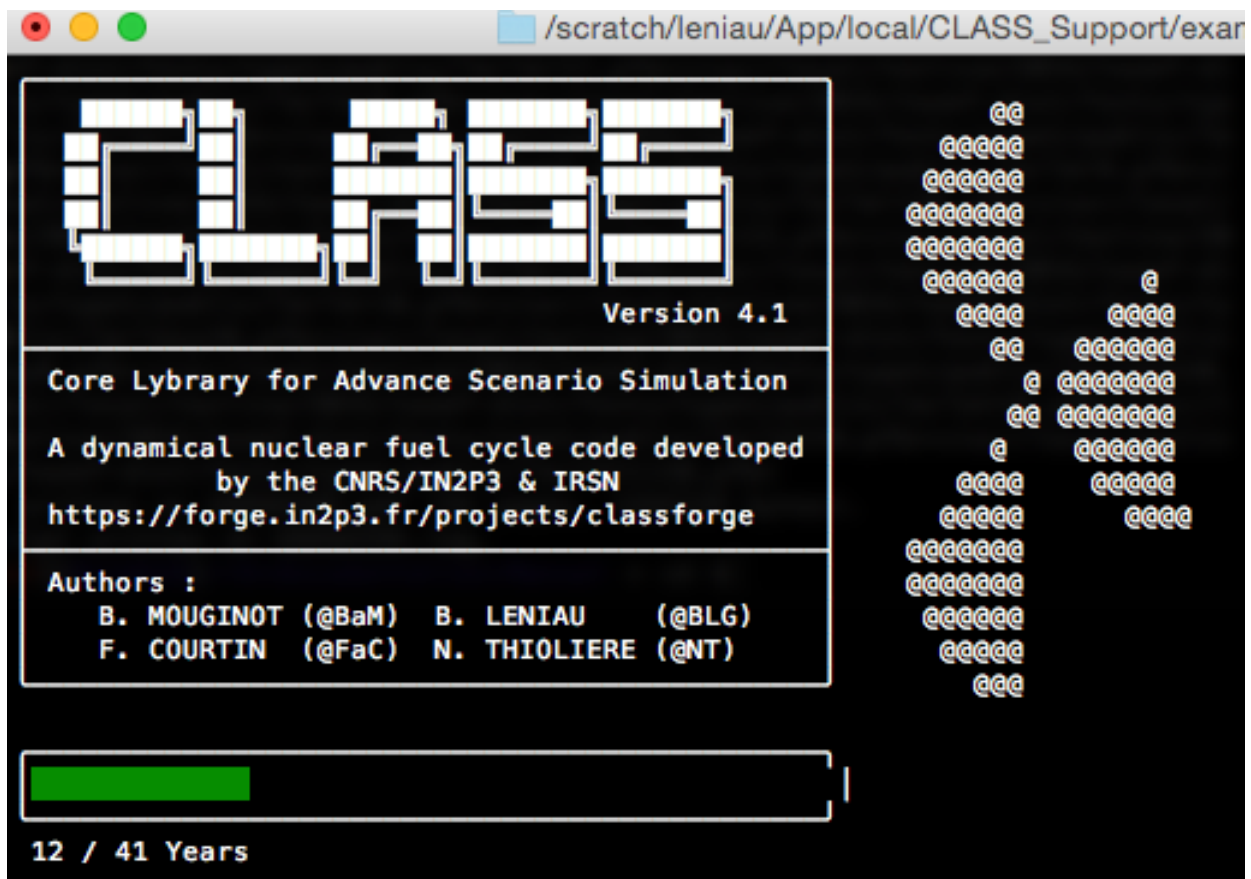 /scratch/leniau/App/local/CLASS_Support/exam
CLASS
Version 4.1
Core Lybrary for Advance Scenario Simulation
A dynamical nuclear fuel cycle code developed
by the CNRS/IN2P3 & IRSN
https://forge.in2p3.fr/projects/classforge
Authors :
B. MOUGINOT (@BaM) B. LENIAU (@BLG)
F. COURTIN (@FaC) N. THIOLIERE (@NT)
@@
@@@@@
@@@@@@
@@@@@@@
@@@@@@@
@@@@@@ @
@@@@ @@@@
@@ @@@@@@
@ @@@@@@@
@@ @@@@@@@
@ @@@@@@
@@@@ @@@@@
@@@@@ @@@@
@@@@@@@
@@@@@@@
@@@@@@
@@@@@
@@@
12 / 41 Years